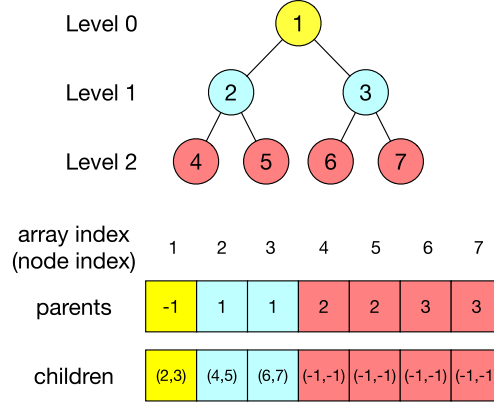 Level 0
1
Level 1
2 3
Level 2
4 5 6 7
array index
(node index)
1 2 3 4 5 6 7
parents -1 1 1 2 2 3 3
children (2,3) (4,5) (6,7) (-1,-1) (-1,-1) (-1,-1) (-1,-1